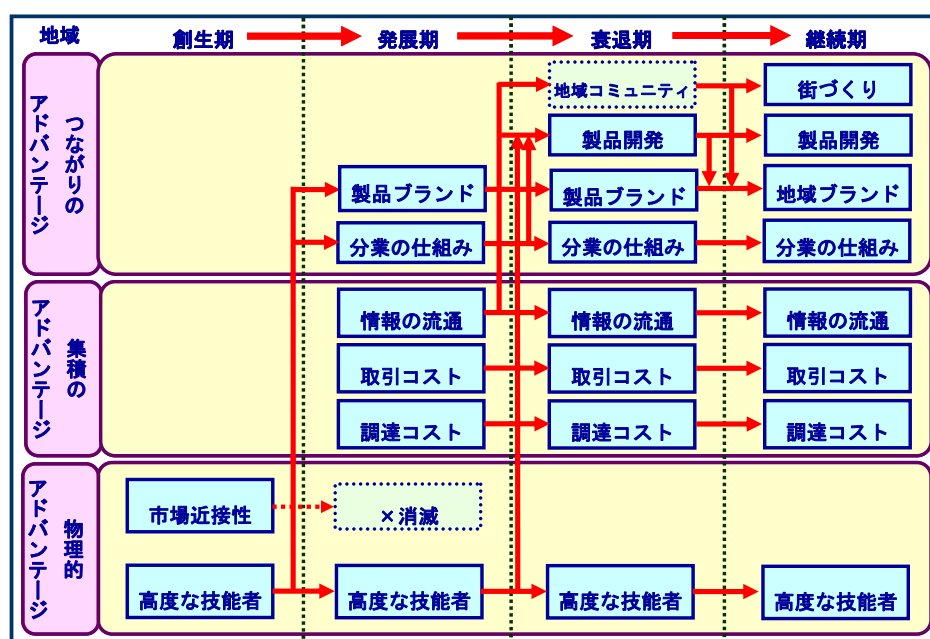 地域
創生期
発展期
衰退期
継続期
つながりの
アドバンテージ
地域コミュニティ
街づくり
製品開発
製品開発
製品ブランド
製品ブランド
地域ブランド
分業の仕組み
分業の仕組み
分業の仕組み
集積の
アドバンテージ
情報の流通
情報の流通
情報の流通
取引コスト
取引コスト
取引コスト
調達コスト
調達コスト
調達コスト
物理的
アドバンテージ
市場近接性
×消滅
高度な技能者
高度な技能者
高度な技能者
高度な技能者